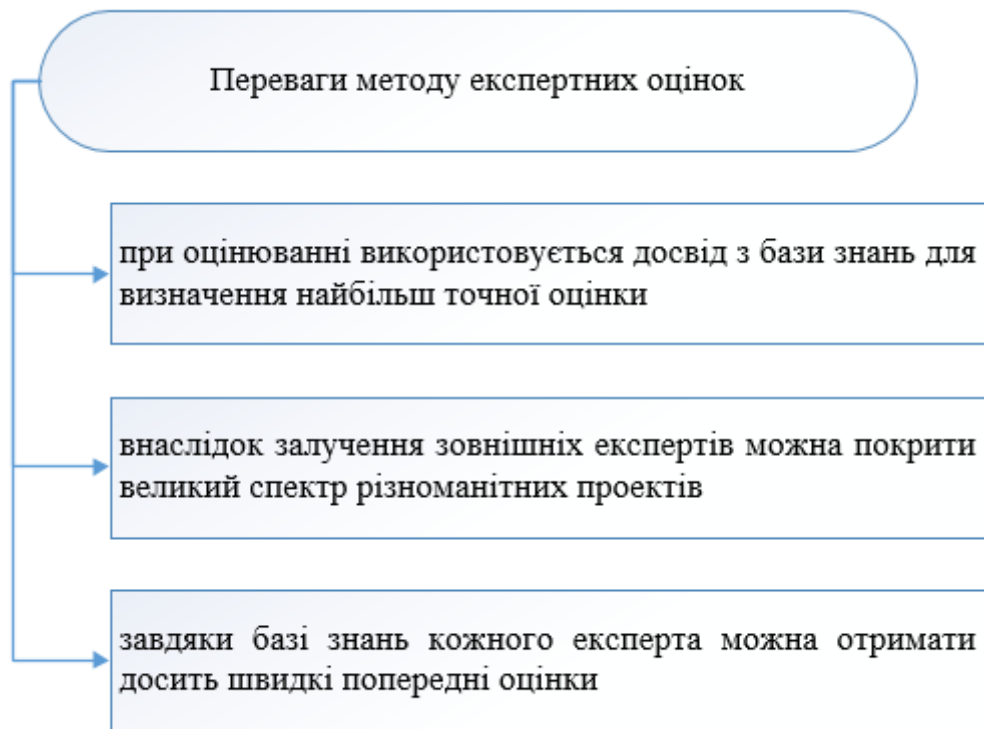 Переваги методу експертних оцінок
при оцінюванні використовується досвід з бази знань для
визначення найбільш точної оцінки
внаслідок залучення зовнішніх експертів можна покрити
великий спектр різноманітних проектів
завдяки базі знань кожного експерта можна отримати
досить швидкі попередні оцінки